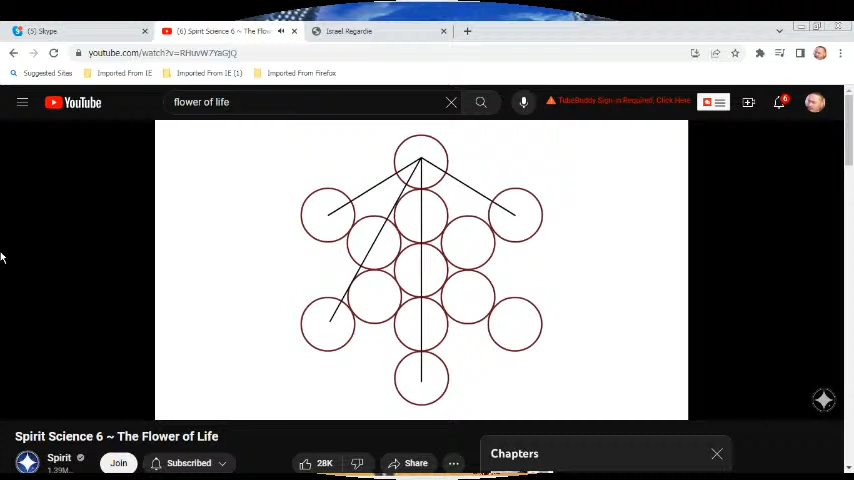 (5) Skype
(6) Spirit Science 6 ~ The Flow
Israel Regardie
youtube.com/watch?v=RHuvW7YaGjQ
Suggested Sites
Imported From IE
Imported From IE (1)
Imported From Firefox
YouTube
flower of life
TubeBuddy Sign-in Required, Click Here
6
Spirit Science 6 ~ The Flower of Life
Spirit
1.39M
Join
Subscribed
28K
Share
Chapters